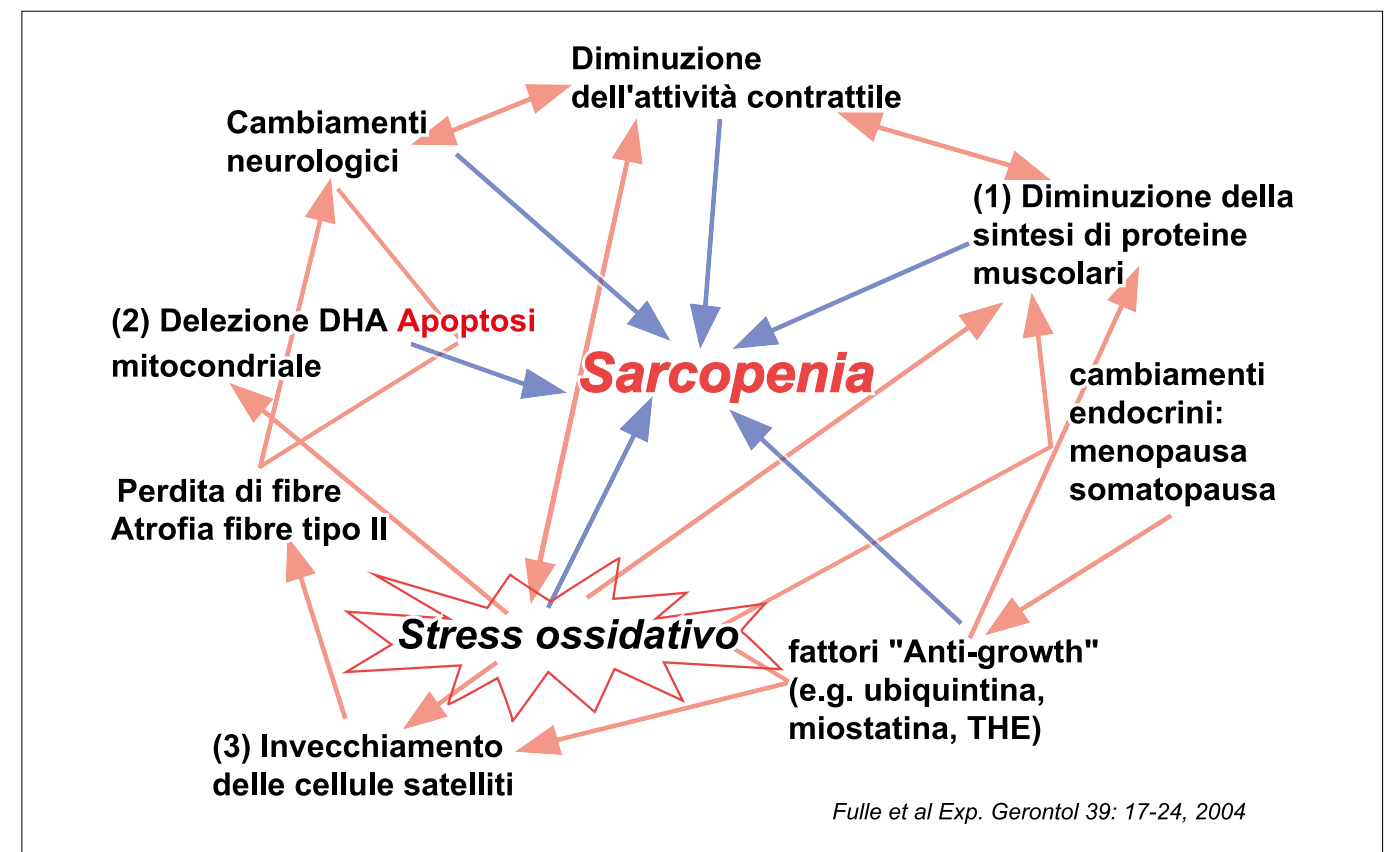 Diminuzione
dell'attività contrattile
Cambiamenti
neurologici
(1) Diminuzione della
sintesi di proteine
muscolari
(2) Delezione DHA Apoptosi
mitocondriale
Sarcopenia
cambiamenti
endocrini:
menopausa
somatopausa
Perdita di fibre
Atrofia fibre tipo II
Stress ossidativo
fattori "Anti-growth"
(e.g. ubiquintina,
miostatina, THE)
(3) Invecchiamento
delle cellule satelliti
Fulle et al Exp. Gerontol 39: 17-24, 2004